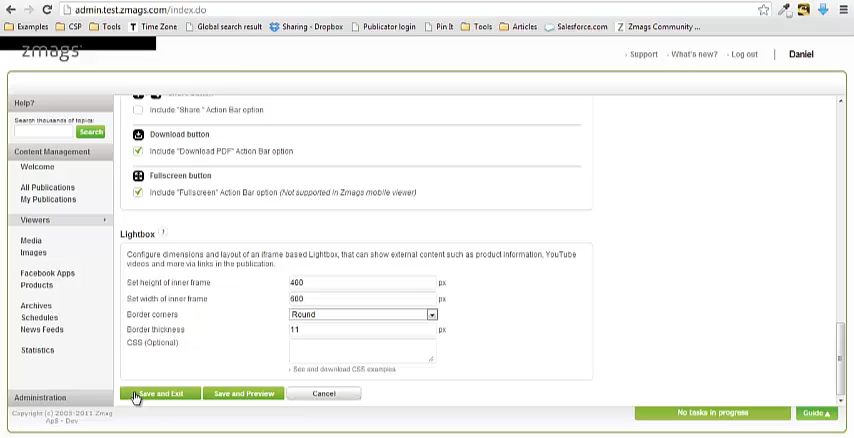 admin.test.zmags.com/index.do
Examples CSP Tools T Time Zone Global search result Sharing - Dropbox Publicator login Pin It Tools Articles Salesforce.com Z Zmags Community ...
zmags
Support What's new? Log out | Daniel
Help?
Search thousands of topics:
Search
Content Management
Welcome
All Publications
My Publications
Viewers
Media
Images
Facebook Apps
Products
Archives
Schedules
News Feeds
Statistics
Administration
Copyright (c) 2003-2011 Zmags
ApS - Dev
Include "Share " Action Bar option
Download button
Include "Download PDF" Action Bar option
Fullscreen button
Include "Fullscreen" Action Bar option (Not supported in Zmags mobile viewer)
Lightbox ?
Configure dimensions and layout of an iframe based Lightbox, that can show external content such as product information, YouTube
videos and more via links in the publication.
Set height of inner frame 400 px
Set width of inner frame 600 px
Border corners Round
Border thickness 11 px
CSS (Optional)
See and download CSS examples
Save and Exit Save and Preview Cancel
No tasks in progress Guide